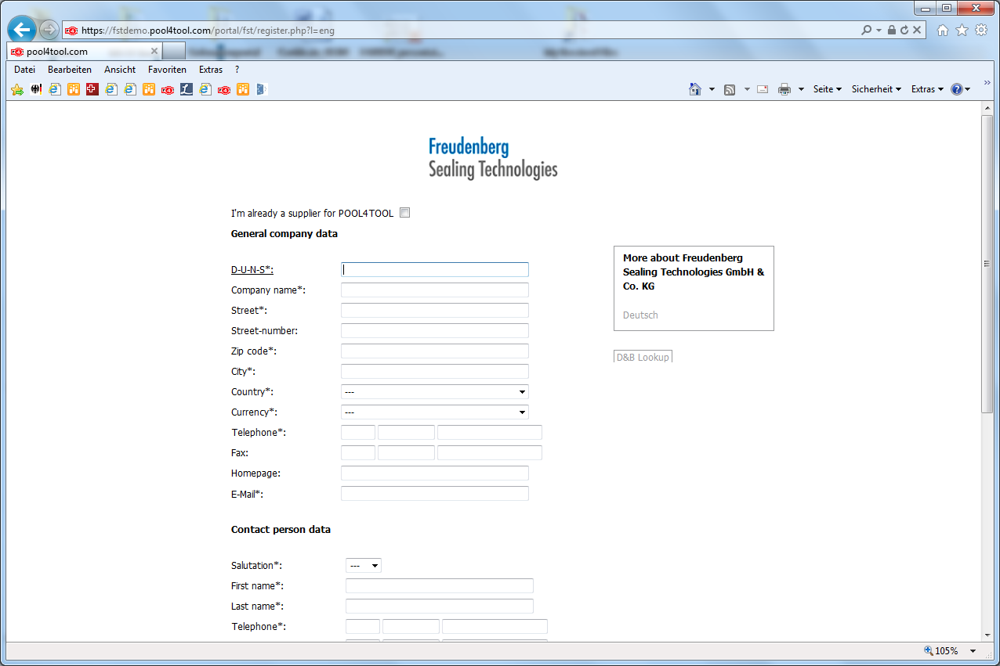 https://fstdemo.pool4tool.com/portal/fst/register.php?l=eng
pool4tool.com
Datei Bearbeiten Ansicht Favoriten Extras ?
Seite Sicherheit Extras
Freudenberg
Sealing Technologies
I'm already a supplier for POOL4TOOL
General company data
D-U-N-S*:
Company name*:
Street*:
Street-number:
Zip code*:
City*:
Country*: ---
Currency*: ---
Telephone*:
Fax:
Homepage:
E-Mail*:
More about Freudenberg
Sealing Technologies GmbH &
Co. KG
Deutsch
D&B Lookup
Contact person data
Salutation*: ---
First name*:
Last name*:
Telephone*:
105%